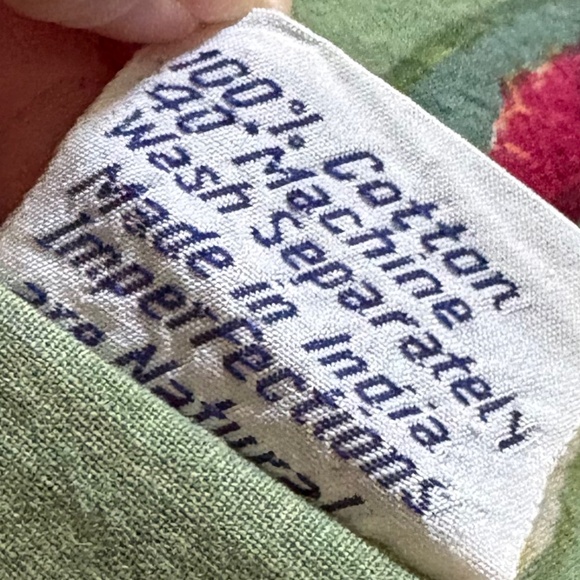 100% Cotton
40° Machine
Wash Separately
Made in India
Imperfections
are Natural